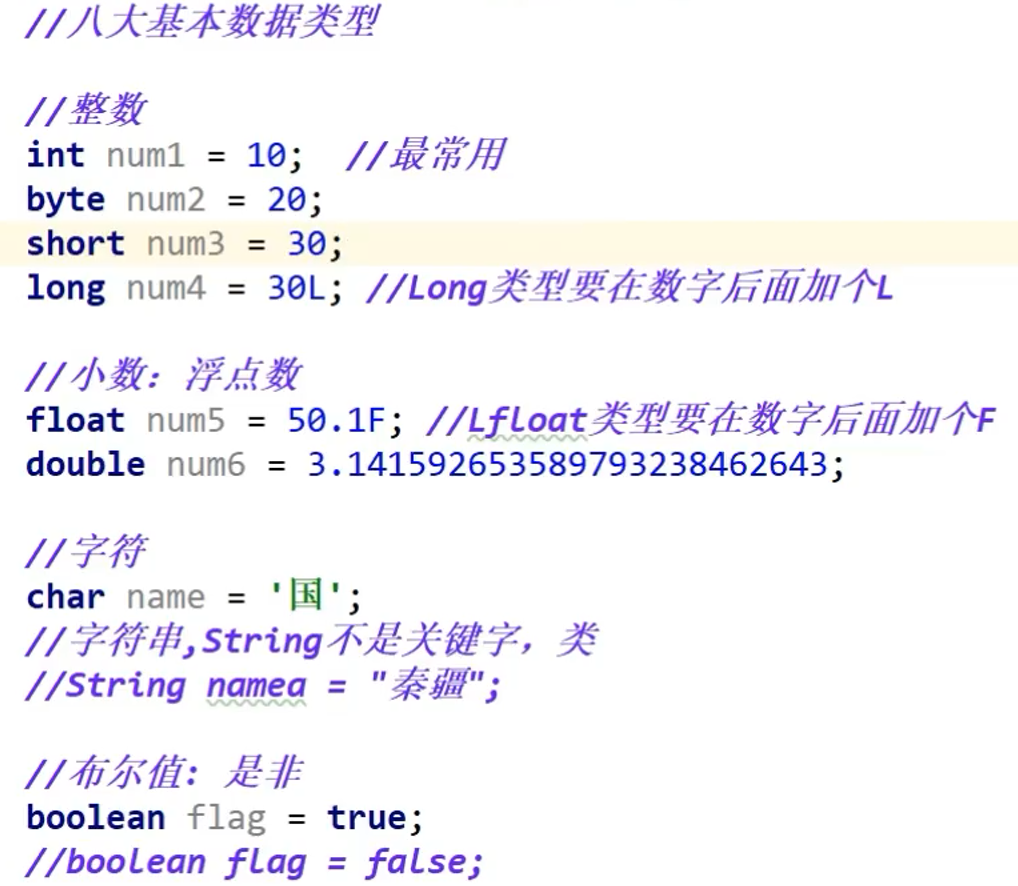 //八大基本数据类型
//整数
int num1 = 10;  //最常用
byte num2 = 20;
short num3 = 30;
long num4 = 30L; //Long类型要在数字后面加个L
//小数：浮点数
float num5 = 50.1F; //Lfloat类型要在数字后面加个F
double num6 = 3.141592653589793238462643;
//字符
char name = '国';
//字符串,String不是关键字，类
//String namea = "秦疆";
//布尔值：是非
boolean flag = true;
//boolean flag = false;